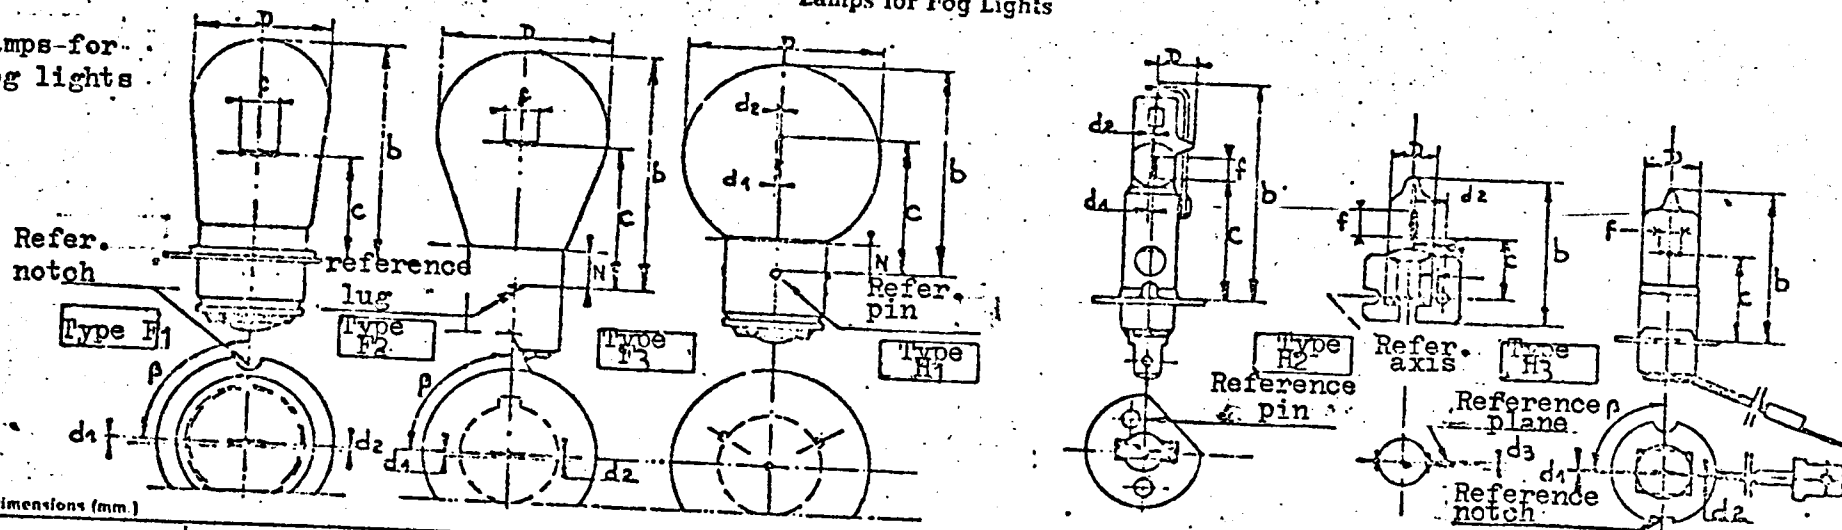 Lamps for Fog Lights
mps-for
g lights
D
D
D
D
D
D
f
f
d2
b
b
b
c
c
c
d1
N
N
d2
f
b
d1
c
f
d2
c
b
f
b
c
Refer.
notch
reference
lug
Refer.
pin
Type F1
Type
F2
Type
F3
Type
H1
Type
H2
Refer.
axis
Type
H3
Reference
pin
Reference
plane
β
β
β
d1
d2
d1
d2
d3
d1
Reference
notch
d2
imensions (mm.)